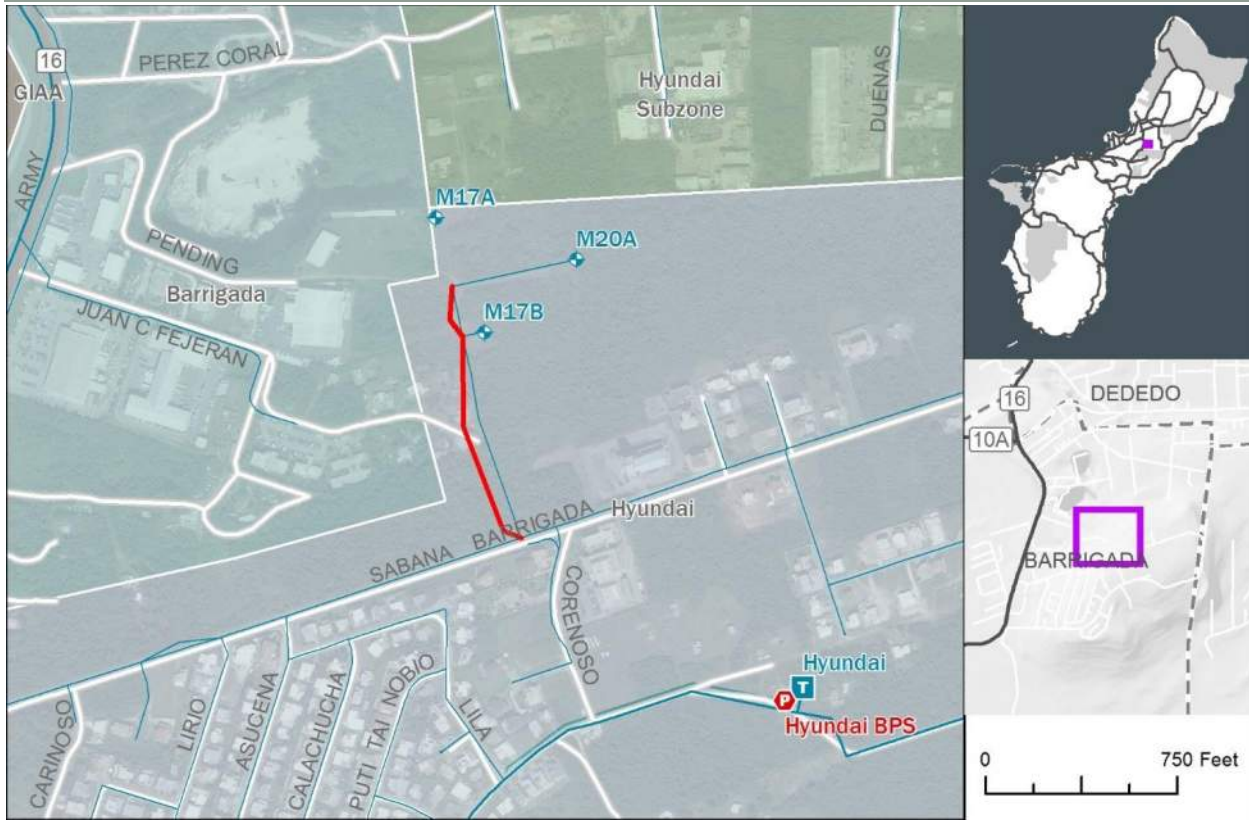 16
GIAA
PEREZ CORAL
ARMY
Hyundai
Subzone
DUENAS
M17A
M20A
PENDING
Barrigada
M17B
JUAN C FEJERAN
SABANA BARRIGADA
Hyundai
CORENOSO
CARINOSO
LIRIO
ASUCENA
CALACHUCHA
PUTI TAI NOBIO
LILA
Hyundai
T
P
Hyundai BPS
16
DEDEDO
10A
BARRIGADA
0 750 Feet